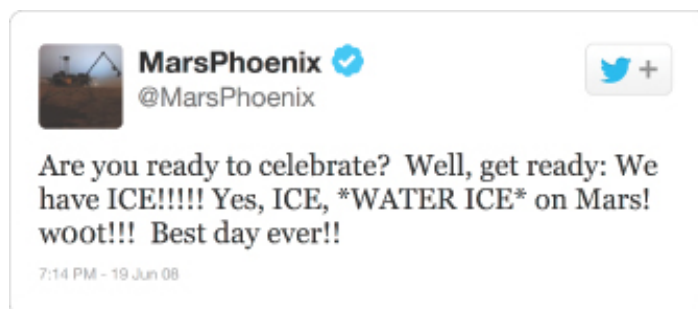 MarsPhoenix
@MarsPhoenix
+
Are you ready to celebrate?  Well, get ready: We
have ICE!!!!! Yes, ICE, *WATER ICE* on Mars!
w00t!!!  Best day ever!!
7:14 PM - 19 Jun 08